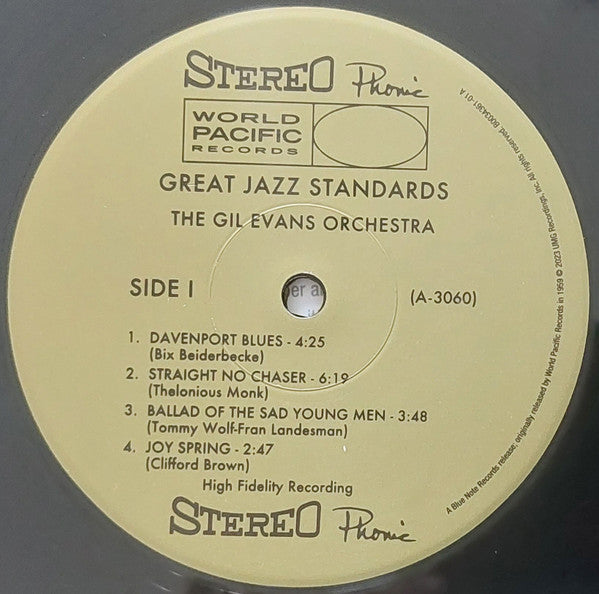 STEREO Phonic
WORLD
PACIFIC
RECORDS
GREAT JAZZ STANDARDS
THE GIL EVANS ORCHESTRA
SIDE I
er a
(A-3060)
1. DAVENPORT BLUES - 4:25
(Bix Beiderbecke)
2. STRAIGHT NO CHASER - 6:19
(Thelonious Monk)
3. BALLAD OF THE SAD YOUNG MEN - 3:48
(Tommy Wolf-Fran Landesman)
4. JOY SPRING - 2:47
(Clifford Brown)
High Fidelity Recording
STEREO Phonic
A Blue Note Records release; originally released by World Pacific Records in 1959 © 2023 UMG Recordings, Inc. All rights reserved. B0034361-01 A